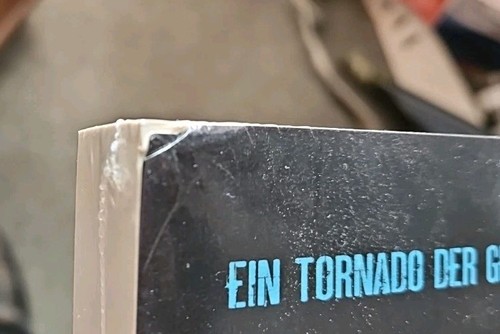 EIN TORNADO DER G